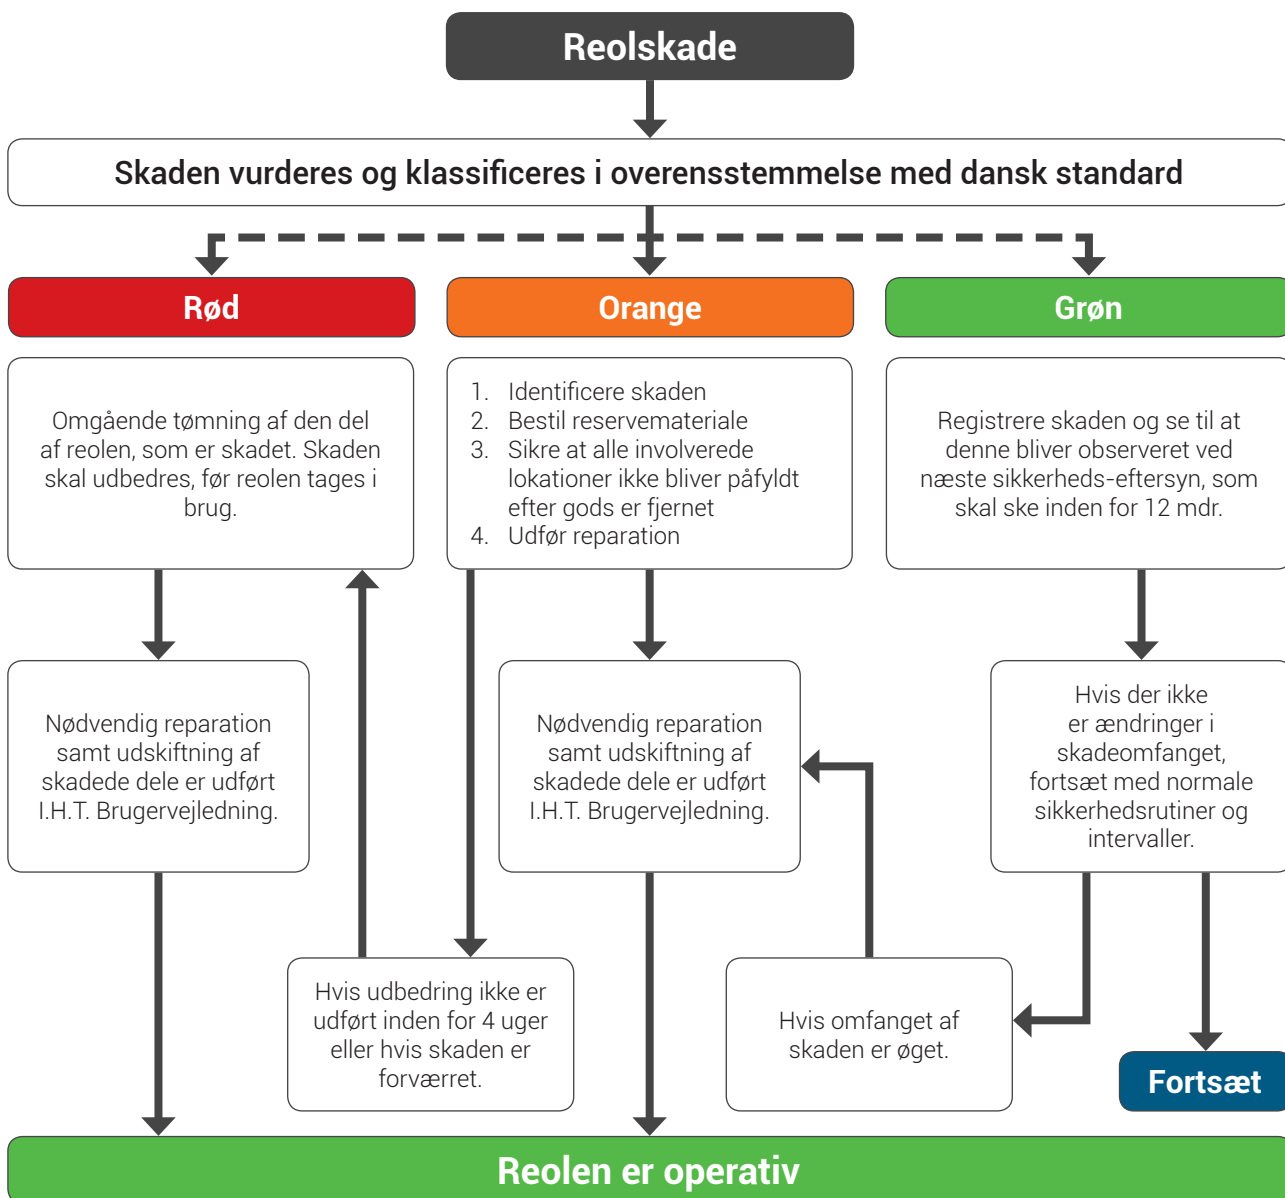 Reolskade
Skaden vurderes og klassificeres i overensstemmelse med dansk standard
Rød
Orange
Grøn
Omgående tømning af den del
af reolen, som er skadet. Skaden
skal udbedres, før reolen tages i
brug.
1. Identificere skaden
2. Bestil reservemateriale
3. Sikre at alle involverede
lokationer ikke bliver påfyldt
efter gods er fjernet
4. Udfør reparation
Registrere skaden og se til at
denne bliver observeret ved
næste sikkerheds-eftersyn, som
skal ske inden for 12 mdr.
Nødvendig reparation
samt udskiftning af
skadede dele er udført
I.H.T. Brugervejledning.
Nødvendig reparation
samt udskiftning af
skadede dele er udført
I.H.T. Brugervejledning.
Hvis der ikke
er ændringer i
skadeomfanget,
fortsæt med normale
sikkerhedsrutiner og
intervaller.
Hvis udbedring ikke er
udført inden for 4 uger
eller hvis skaden er
forværret.
Hvis omfanget af
skaden er øget.
Fortsæt
Reolen er operativ